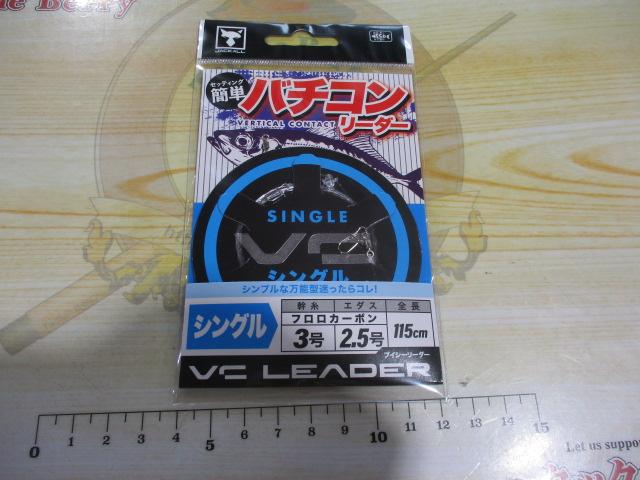 e Berry
JACKALL
セッティング
簡単
バチコン
VERTICAL CONTACT
リーダー
SINGLE
VC
シングル
シンプルな万能型迷ったらコレ!
シングル
幹糸
エダス
全長
フロロカーボン
3号
2.5号
115cm
ブイシーリーダー
VC LEADER
0 1 2 3 4 5 6 7 8 9 10 11 12 13 14 15
Let us suppo